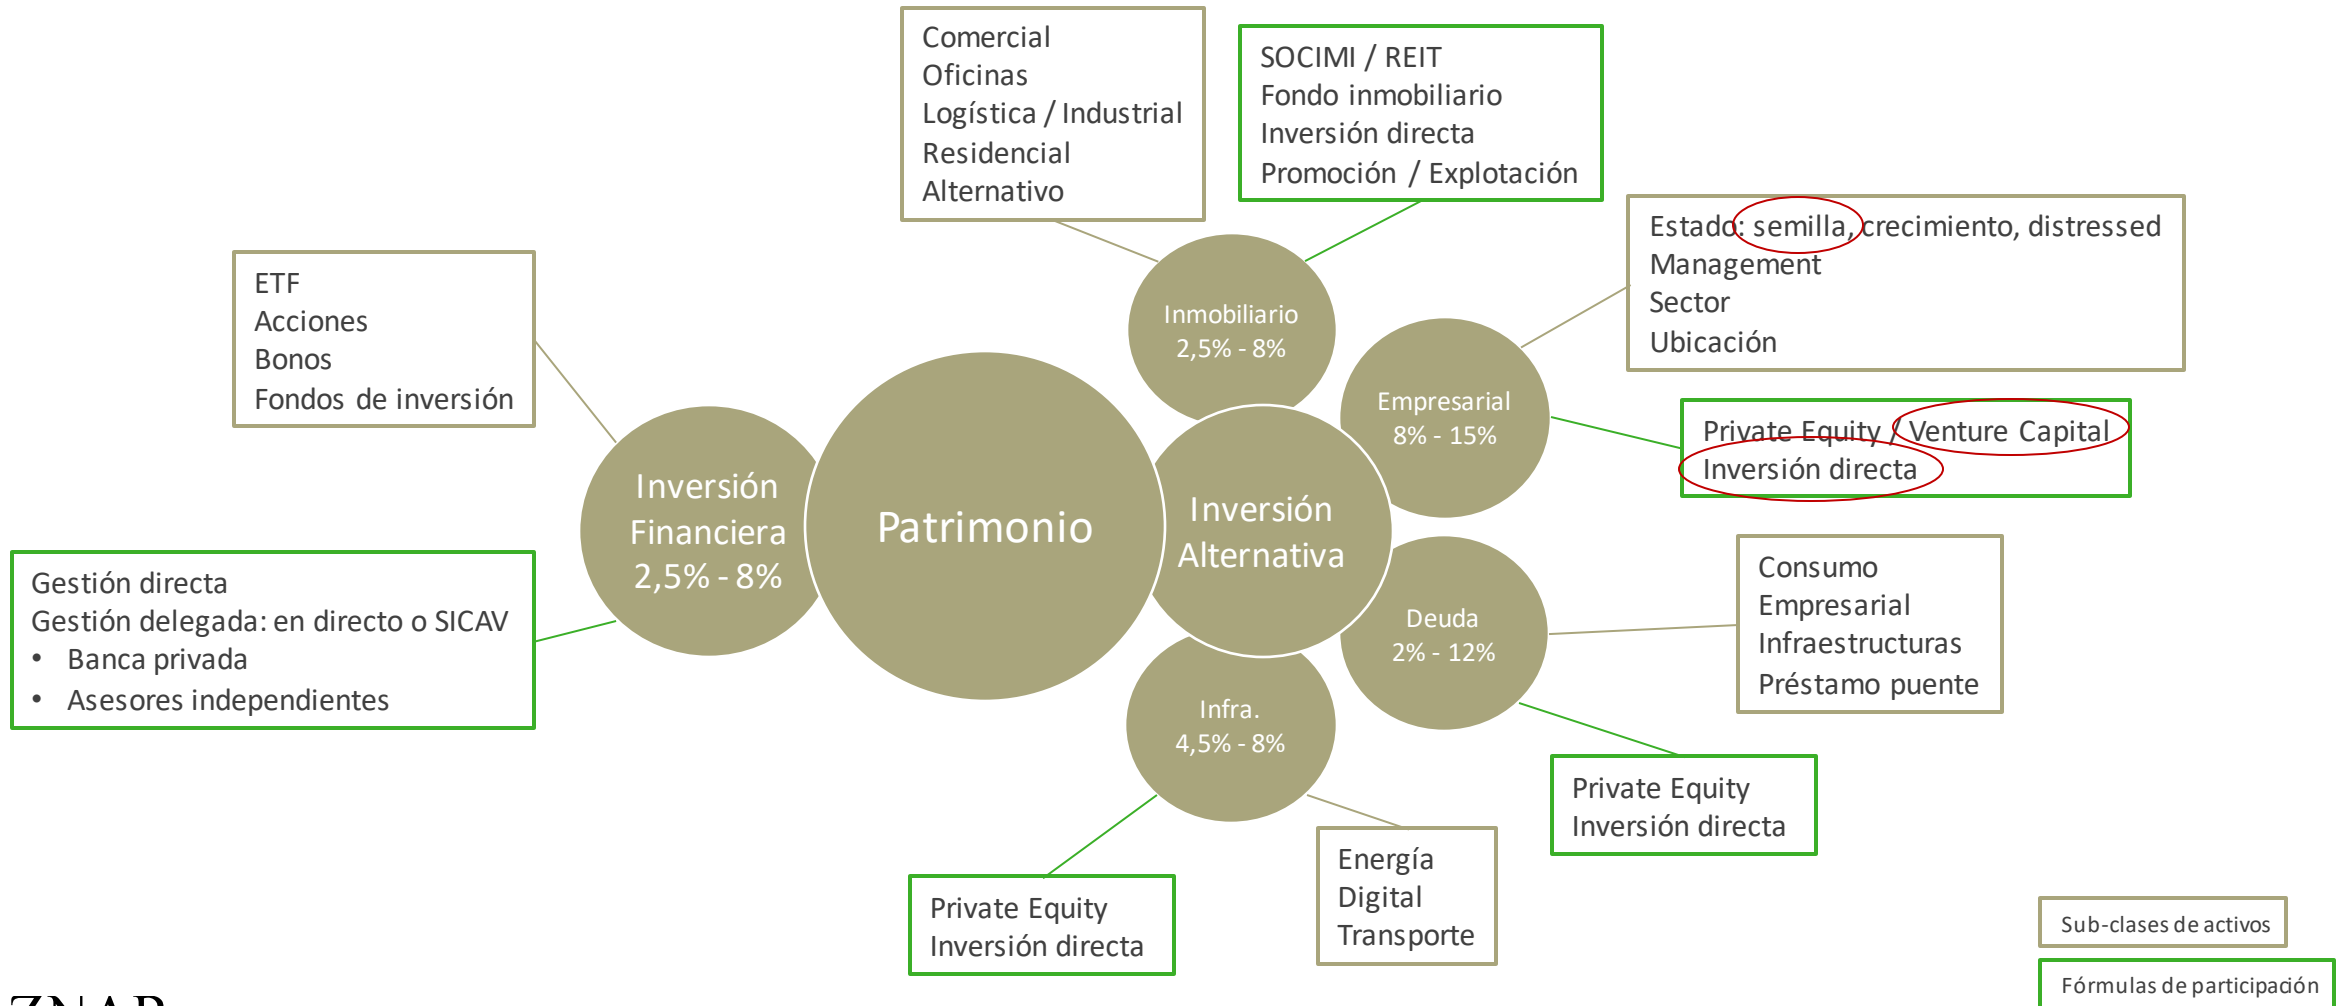 Comercial
Oficinas
Logística / Industrial
Residencial
Alternativo
SOCIMI / REIT
Fondo inmobiliario
Inversión directa
Promoción / Explotación
Estado: semilla, crecimiento, distressed
Management
Sector
Ubicación
ETF
Acciones
Bonos
Fondos de inversión
Inmobiliario
2,5% - 8%
Empresarial
8% - 15%
Private Equity / Venture Capital
Inversión directa
Inversión
Financiera
2,5% - 8%
Patrimonio
Inversión
Alternativa
Gestión directa
Gestión delegada: en directo o SICAV
• Banca privada
• Asesores independientes
Deuda
2% - 12%
Consumo
Empresarial
Infraestructuras
Préstamo puente
Infra.
4,5% - 8%
Private Equity
Inversión directa
Energía
Digital
Transporte
Private Equity
Inversión directa
Sub-clases de activos
Fórmulas de participación